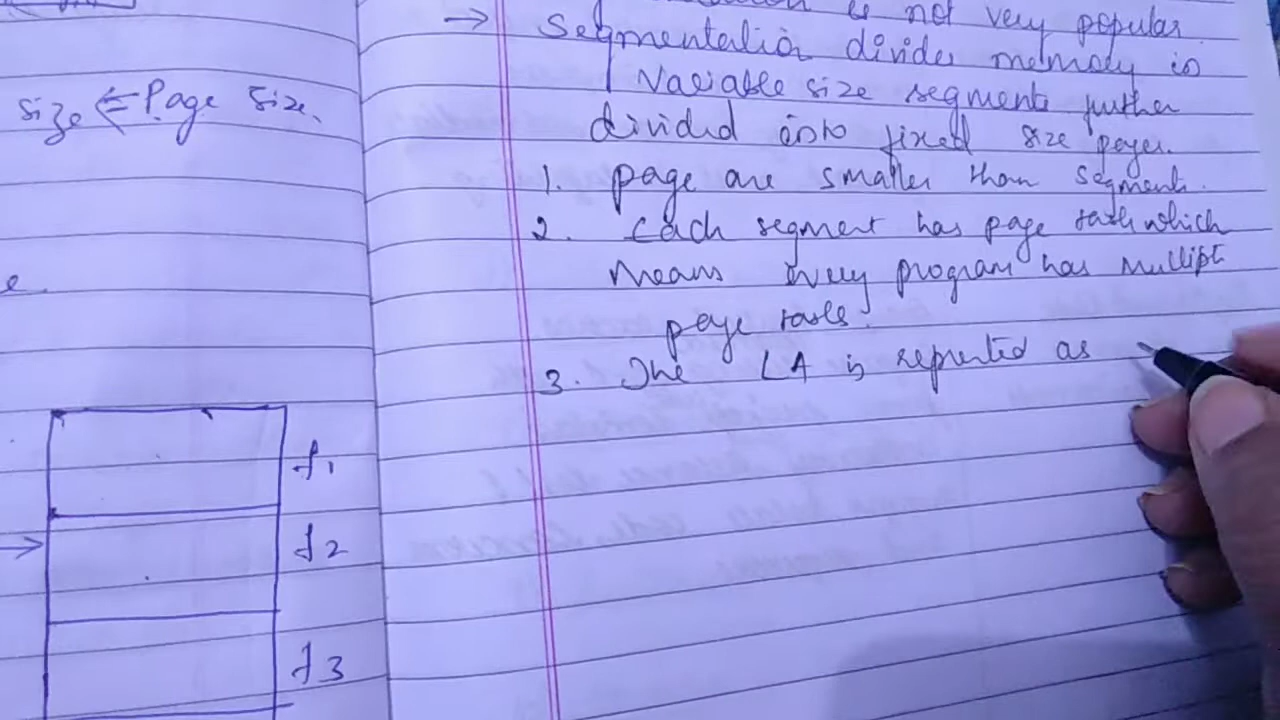 size <= Page size.
e.
f1
f2
f3
→ is not very popular.
Segmentation divides memory in
Variable size segments further
divided into fixed size pages.
1. page are smaller than segments.
2. Each segment has page table which
Means every program has multiple
page table.
3. The LA is reprented as